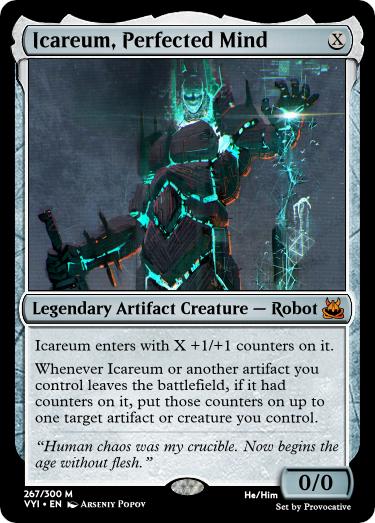 Icareum, Perfected Mind X
Legendary Artifact Creature — Robot
Icareum enters with X +1/+1 counters on it.
Whenever Icareum or another artifact you
control leaves the battlefield, if it had
counters on it, put those counters on up to
one target artifact or creature you control.
“Human chaos was my crucible. Now begins the
age without flesh.”
0/0
267/300 M
VYI • EN Arseniy Popov
He/Him
Set by Provocative